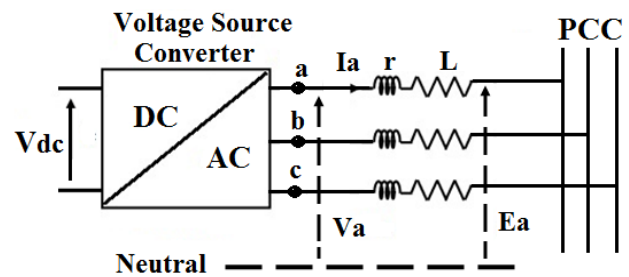 Voltage Source
Converter
PCC
a
Ia
r
L
DC
b
Vdc
AC
c
Va
Ea
Neutral